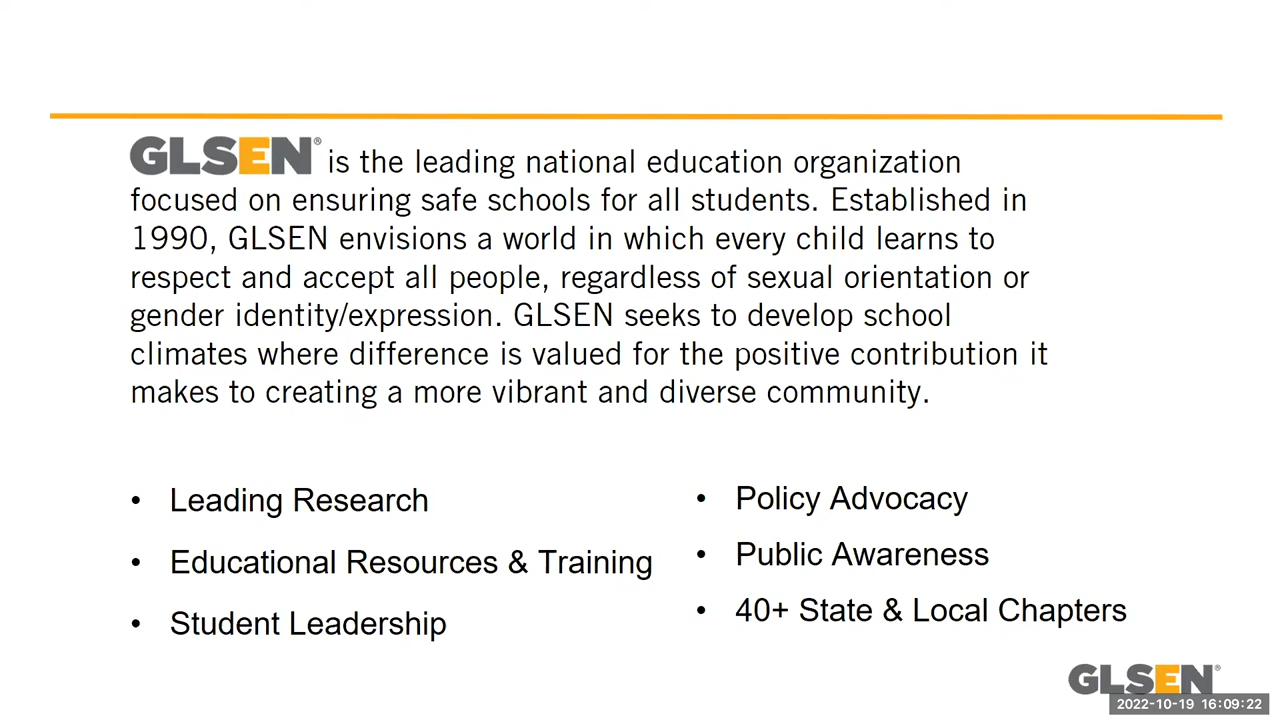 GLSEN® is the leading national education organization
focused on ensuring safe schools for all students. Established in
1990, GLSEN envisions a world in which every child learns to
respect and accept all people, regardless of sexual orientation or
gender identity/expression. GLSEN seeks to develop school
climates where difference is valued for the positive contribution it
makes to creating a more vibrant and diverse community.
• Leading Research
• Educational Resources & Training
• Student Leadership
• Policy Advocacy
• Public Awareness
• 40+ State & Local Chapters
GLSEN®
2022-10-19 16:09:22